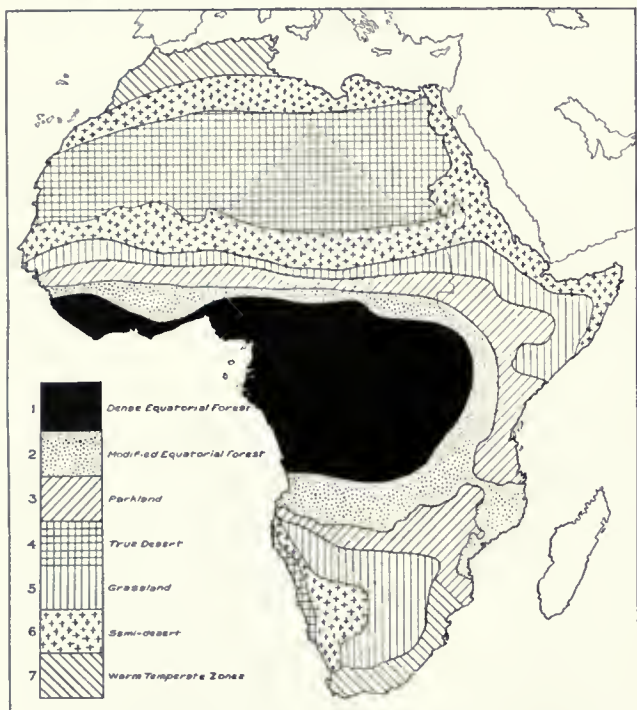 1 Dense Equatorial Forest
2 Modified Equatorial Forest
3 Parkland
4 True Desert
5 Grassland
6 Semi-desert
7 Warm Temperate Zones